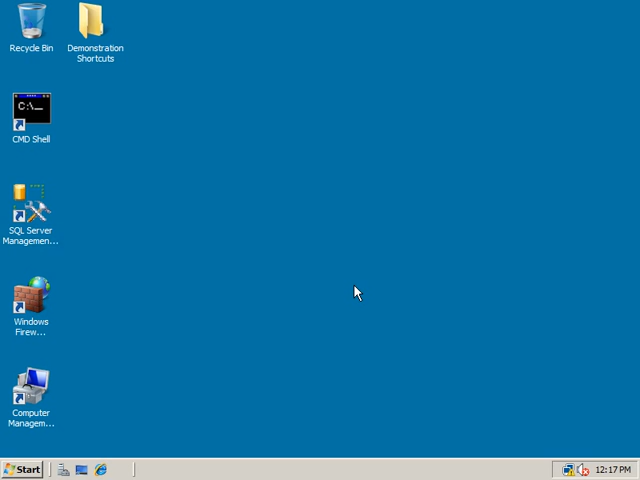 Recycle Bin
Demonstration
Shortcuts
C:\_
CMD Shell
SQL Server
Managemen...
Windows
Firew...
Computer
Managem...
Start
12:17 PM